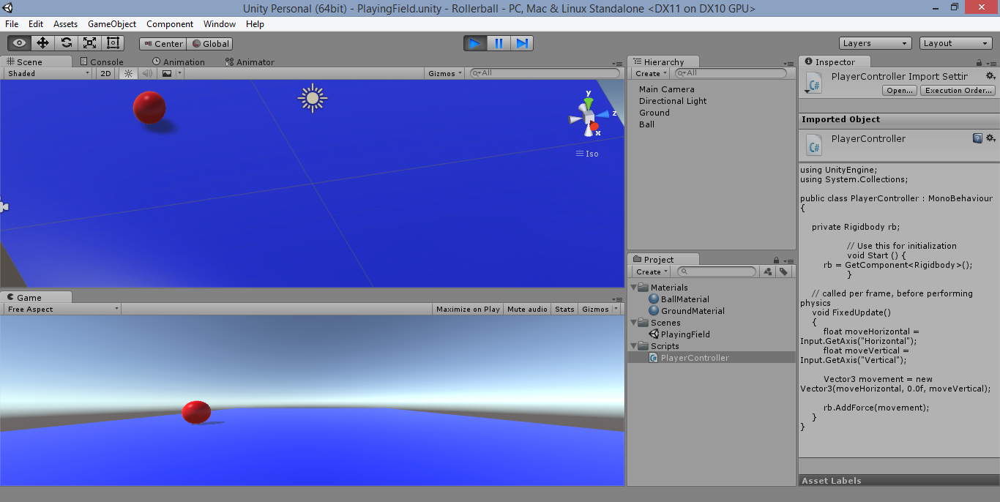 Unity Personal (64bit) - PlayingField.unity - Rollerball - PC, Mac & Linux Standalone <DX11 on DX10 GPU>
File Edit Assets GameObject Component Window Help
Center Global Layers Layout
Scene Console Animation Animator
Shaded 2D Gizmos All
y
z
x
Iso
Game
Free Aspect Maximize on Play Mute audio Stats Gizmos
Hierarchy
Create All
Main Camera
Directional Light
Ground
Ball
Project
Create
Materials
BallMaterial
GroundMaterial
Scenes
PlayingField
Scripts
C# PlayerController
Inspector
C# PlayerController Import Settir
Open... Execution Order...
Imported Object
C# PlayerController
using UnityEngine;
using System.Collections;
public class PlayerController : MonoBehaviour
{
private Rigidbody rb;
// Use this for initialization
void Start () {
rb = GetComponent<Rigidbody>();
}
// called per frame, before performing
physics
void FixedUpdate()
{
float moveHorizontal =
Input.GetAxis("Horizontal");
float moveVertical =
Input.GetAxis("Vertical");
Vector3 movement = new
Vector3(moveHorizontal, 0.0f, moveVertical);
rb.AddForce(movement);
}
}
Asset Labels